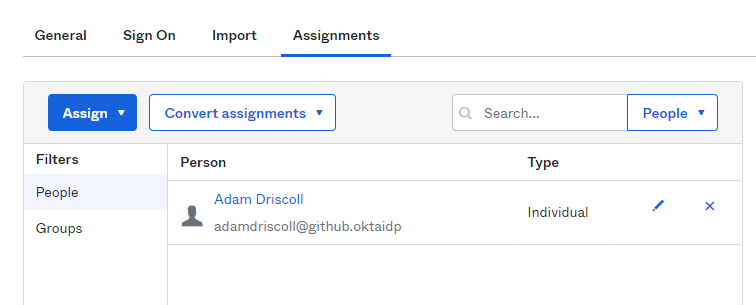 General Sign On Import Assignments
Assign Convert assignments Search... People
Filters Person Type
People
Adam Driscoll
adamdriscoll@github.oktaidp
Individual
Groups